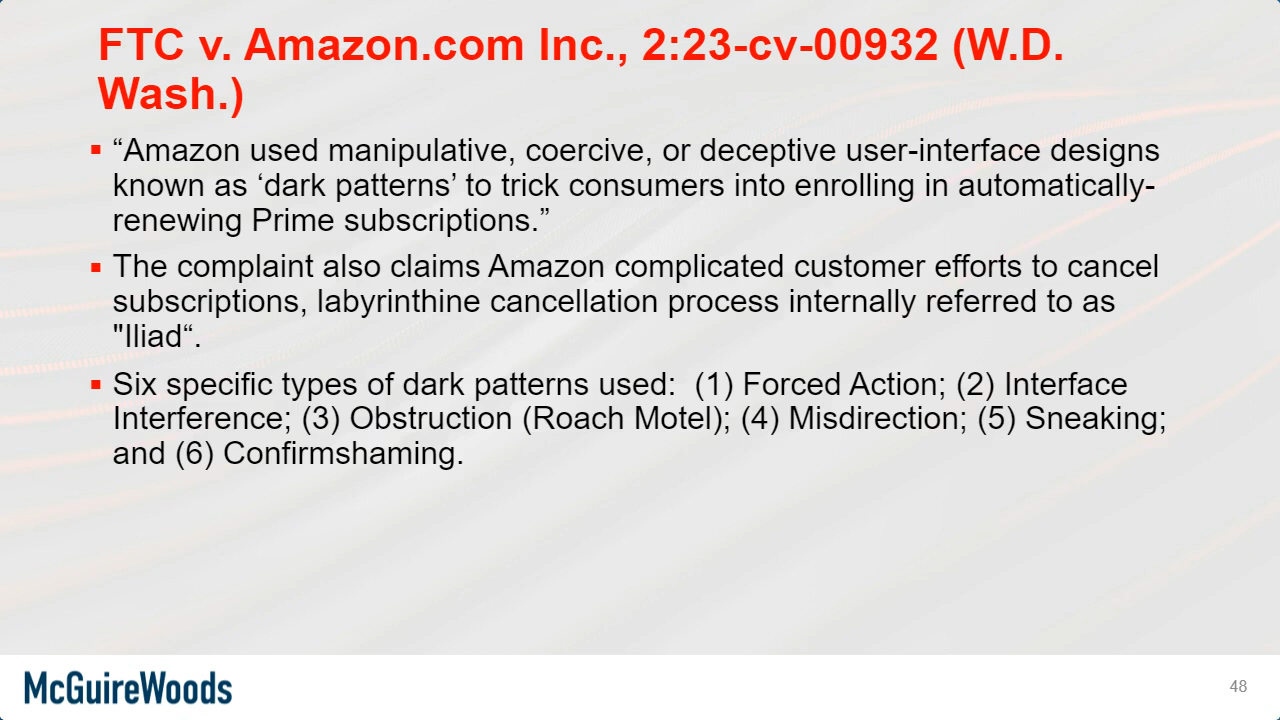 FTC v. Amazon.com Inc., 2:23-cv-00932 (W.D.
Wash.)
▪ “Amazon used manipulative, coercive, or deceptive user-interface designs
known as ‘dark patterns’ to trick consumers into enrolling in automatically-
renewing Prime subscriptions.”
▪ The complaint also claims Amazon complicated customer efforts to cancel
subscriptions, labyrinthine cancellation process internally referred to as
"Iliad“.
▪ Six specific types of dark patterns used:  (1) Forced Action; (2) Interface
Interference; (3) Obstruction (Roach Motel); (4) Misdirection; (5) Sneaking;
and (6) Confirmshaming.
McGuireWoods
48